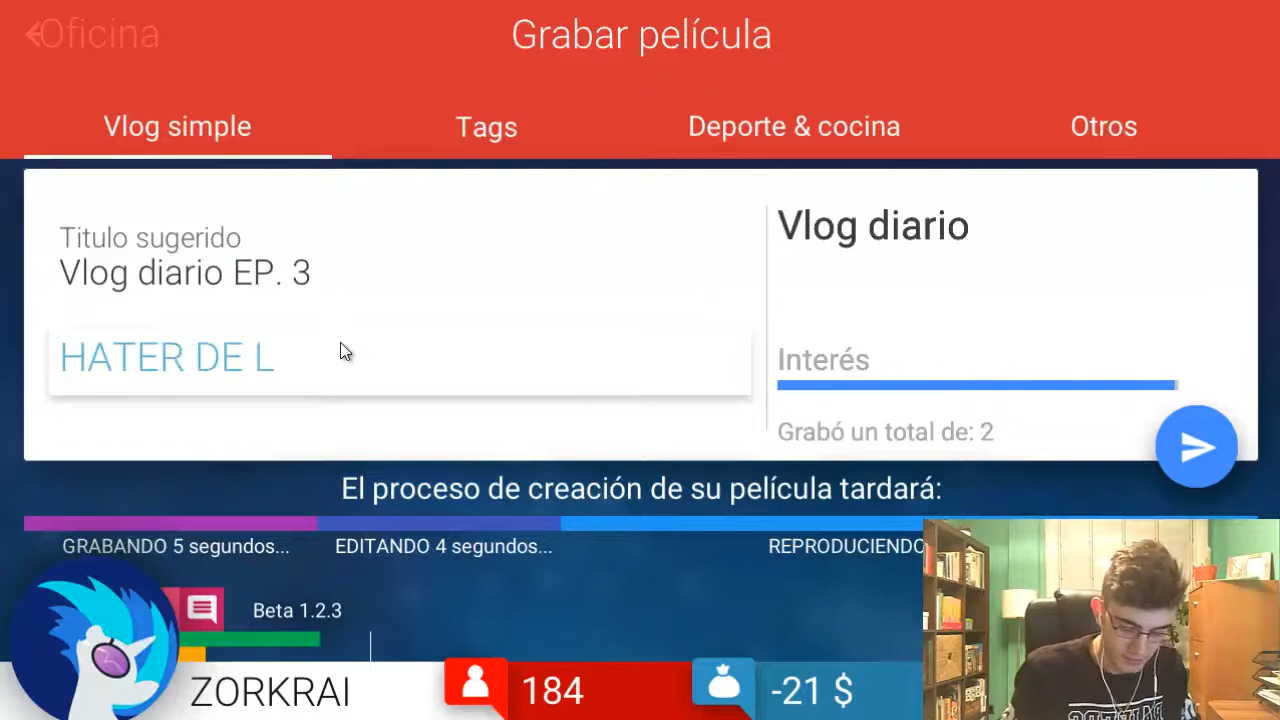 Oficina
Grabar película
Vlog simple
Tags
Deporte & cocina
Otros
Titulo sugerido
Vlog diario EP. 3
HATER DE L
Vlog diario
Interés
Grabó un total de: 2
El proceso de creación de su película tardará:
GRABANDO 5 segundos...
EDITANDO 4 segundos...
REPRODUCIENDO
Beta 1.2.3
ZORKRAI
184
-21 $